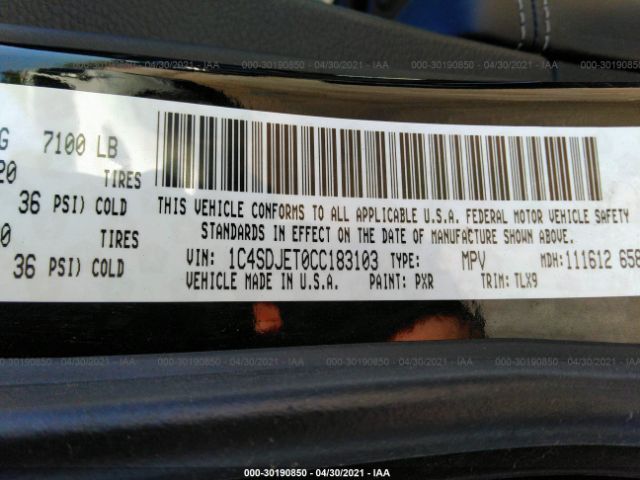 000-30190850 - 04/30/2021 - IAA
G 7100 LB
20 TIRES
36 PSI) COLD
0 TIRES
36 PSI) COLD
THIS VEHICLE CONFORMS TO ALL APPLICABLE U.S.A. FEDERAL MOTOR VEHICLE SAFETY
STANDARDS IN EFFECT ON THE DATE OF MANUFACTURE SHOWN ABOVE.
VIN: 1C4SDJET0CC183103 TYPE: MPV MDH:111612 658
VEHICLE MADE IN U.S.A. PAINT: PXR TRIM: TLX9
000-30190850 - 04/30/2021 - IAA